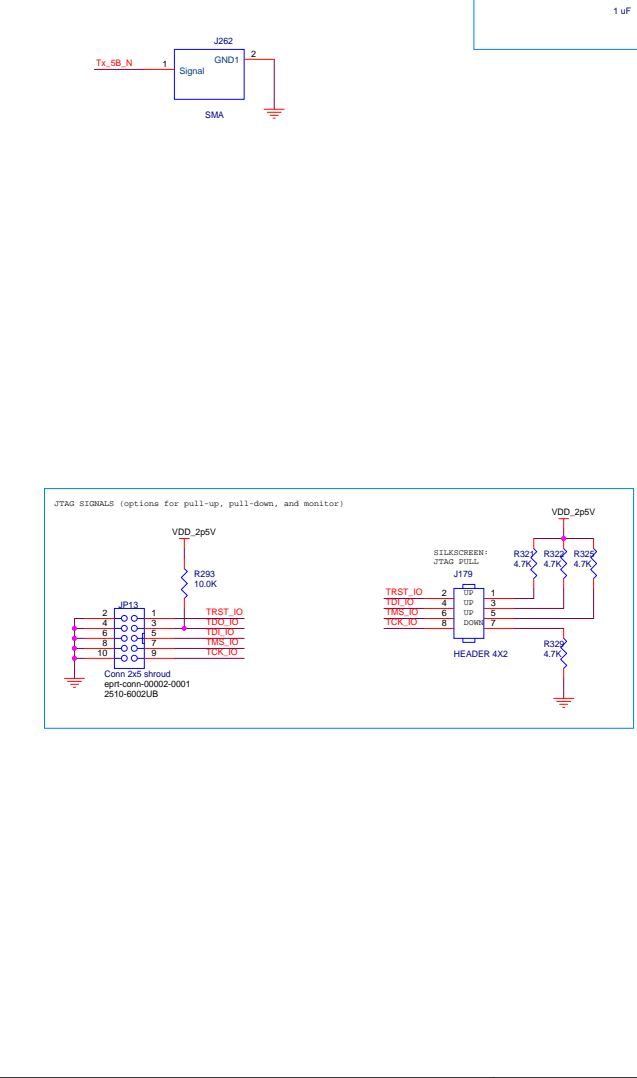 1 uF
J262
Tx_5B_N
1
Signal
GND1
2
SMA
JTAG SIGNALS (options for pull-up, pull-down, and monitor)
VDD_2p5V
R293
10.0K
JP13
2
1
TRST_IO
4
3
TDO_IO
6
5
TDI_IO
8
7
TMS_IO
10
9
TCK_IO
Conn 2x5 shroud
eprt-conn-00002-0001
2510-6002UB
VDD_2p5V
R321
4.7K
R322
4.7K
R325
4.7K
SILKSCREEN:
JTAG PULL
J179
TRST_IO
2
UP
1
TDI_IO
4
UP
3
TMS_IO
6
UP
5
TCK_IO
8
DOWN
7
HEADER 4X2
R329
4.7K